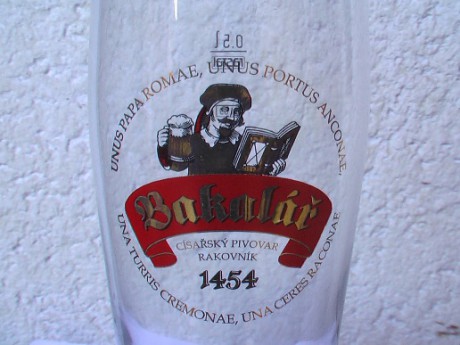 0.5l
UNUS PAPA ROMAE, UNUS PORTUS ANCONAE,
Bakalář
CÍSAŘSKÝ PIVOVAR
RAKOVNÍK
1454
UNA TURRIS CREMONAE, UNA CERES RACONAE